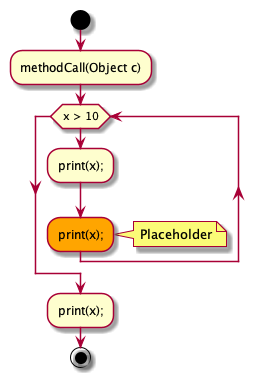 methodCall(Object c)
x > 10
print(x);
print(x);
Placeholder
print(x);